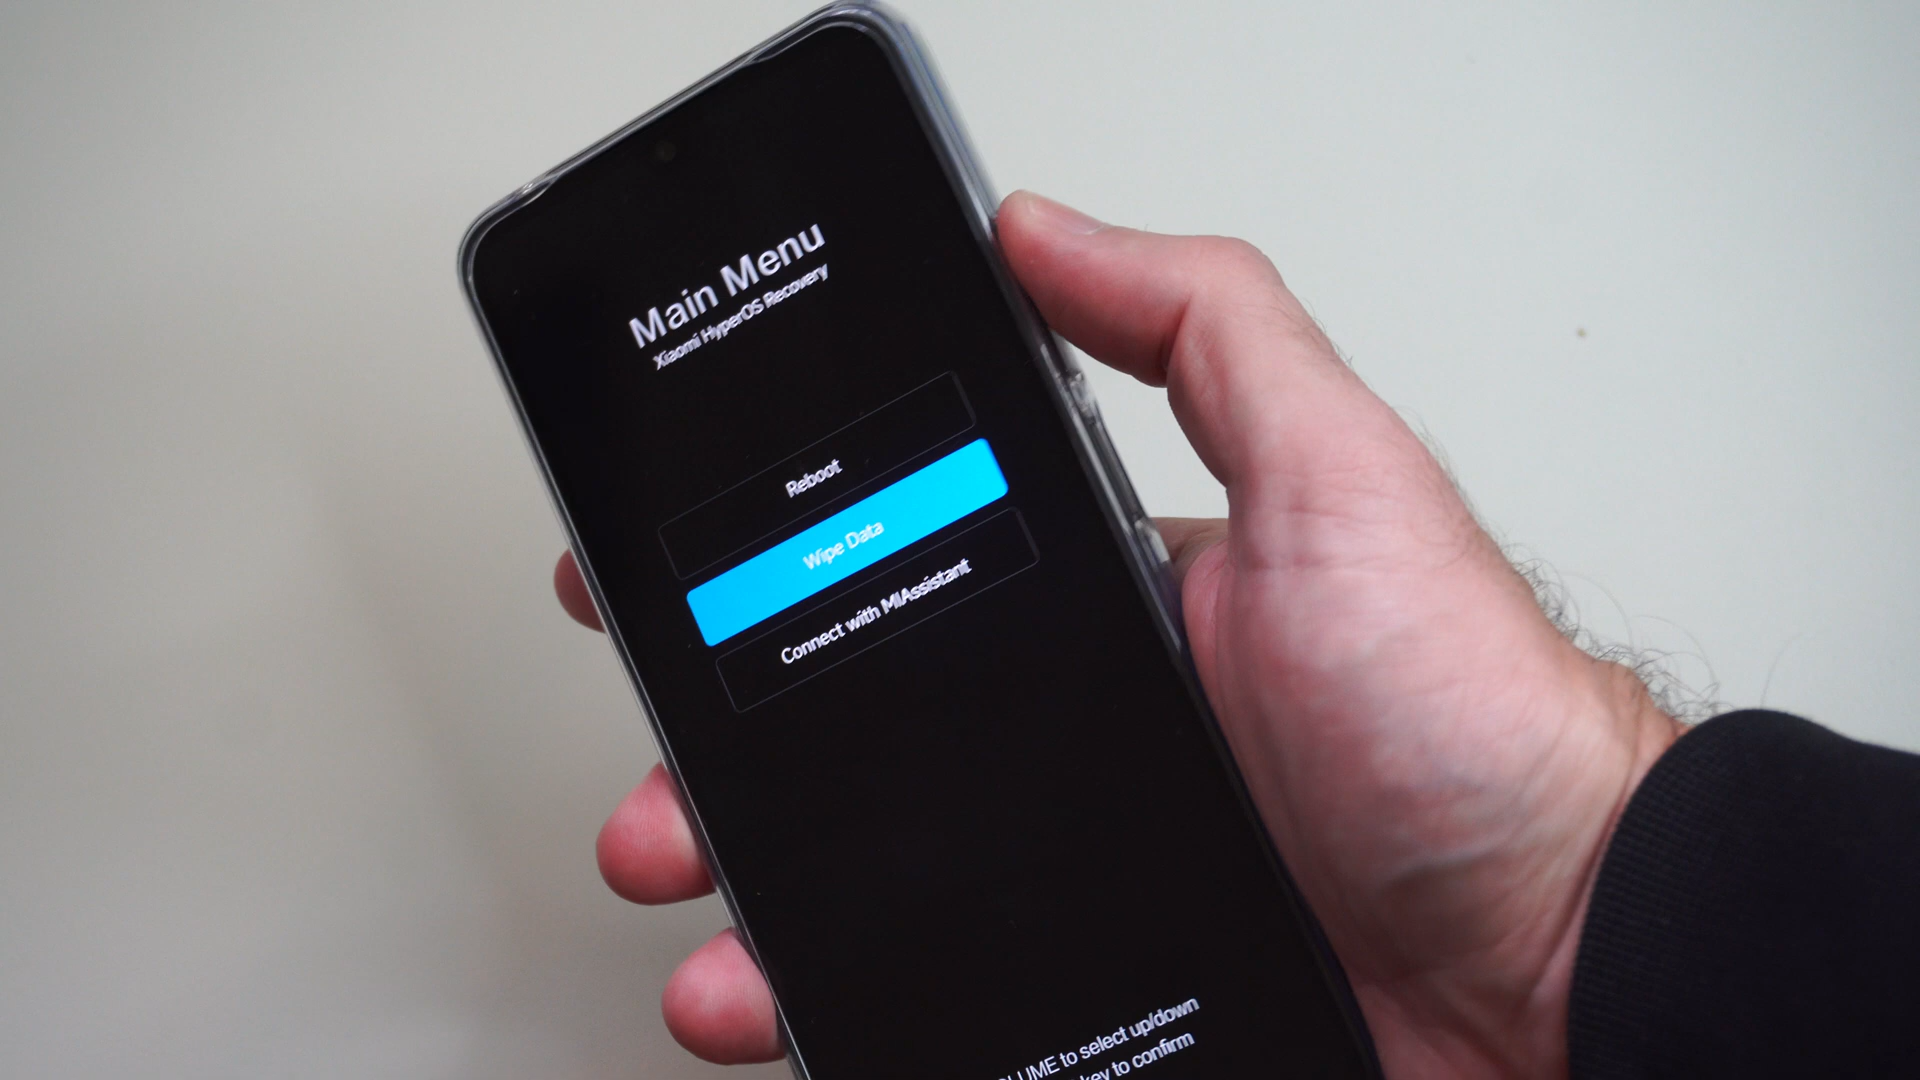 Main Menu
Xiaomi HyperOS Recovery
Reboot
Wipe Data
Connect with MIAssistant
to select up/down
key to confirm